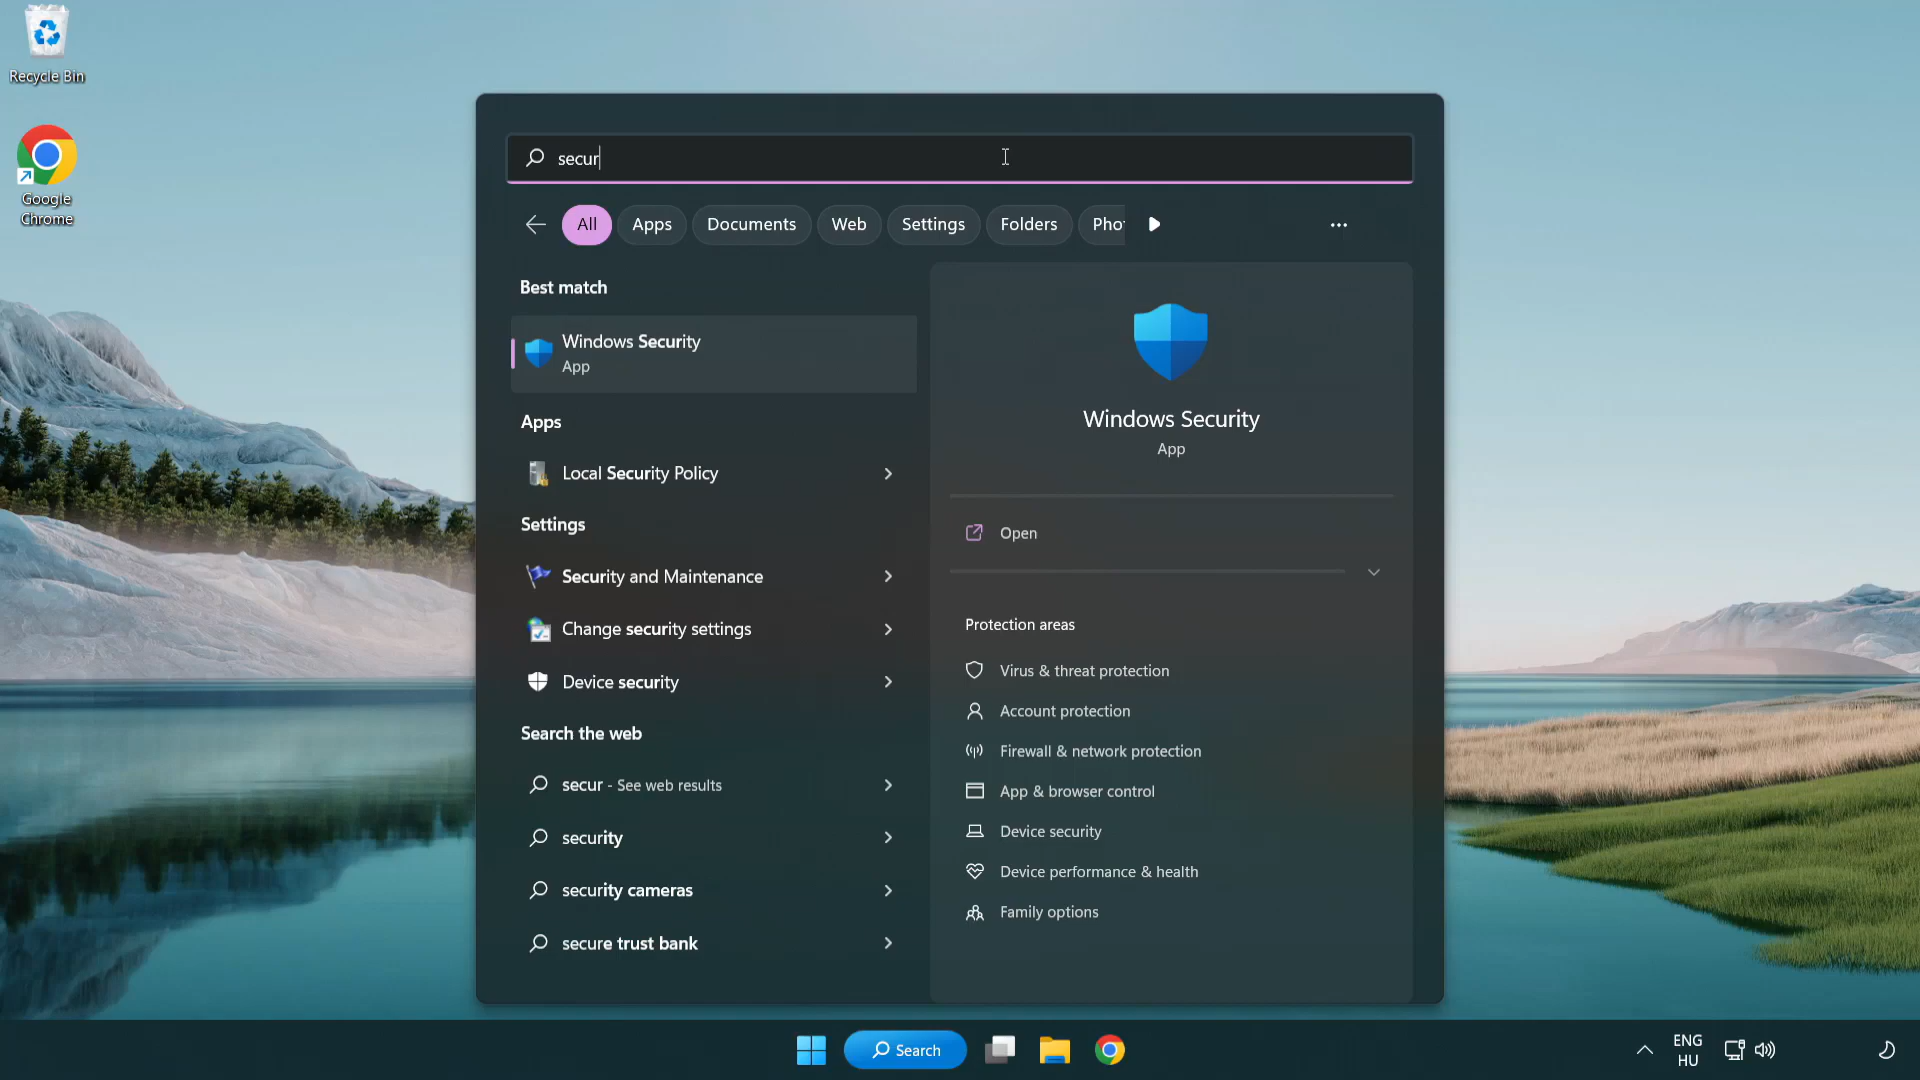 Recycle Bin
Google
Chrome
secur
All
Apps
Documents
Web
Settings
Folders
Pho
Best match
Windows Security
App
Apps
Local Security Policy
Settings
Security and Maintenance
Change security settings
Device security
Search the web
secur - See web results
security
security cameras
secure trust bank
Windows Security
App
Open
Protection areas
Virus & threat protection
Account protection
Firewall & network protection
App & browser control
Device security
Device performance & health
Family options
Search
ENG
HU